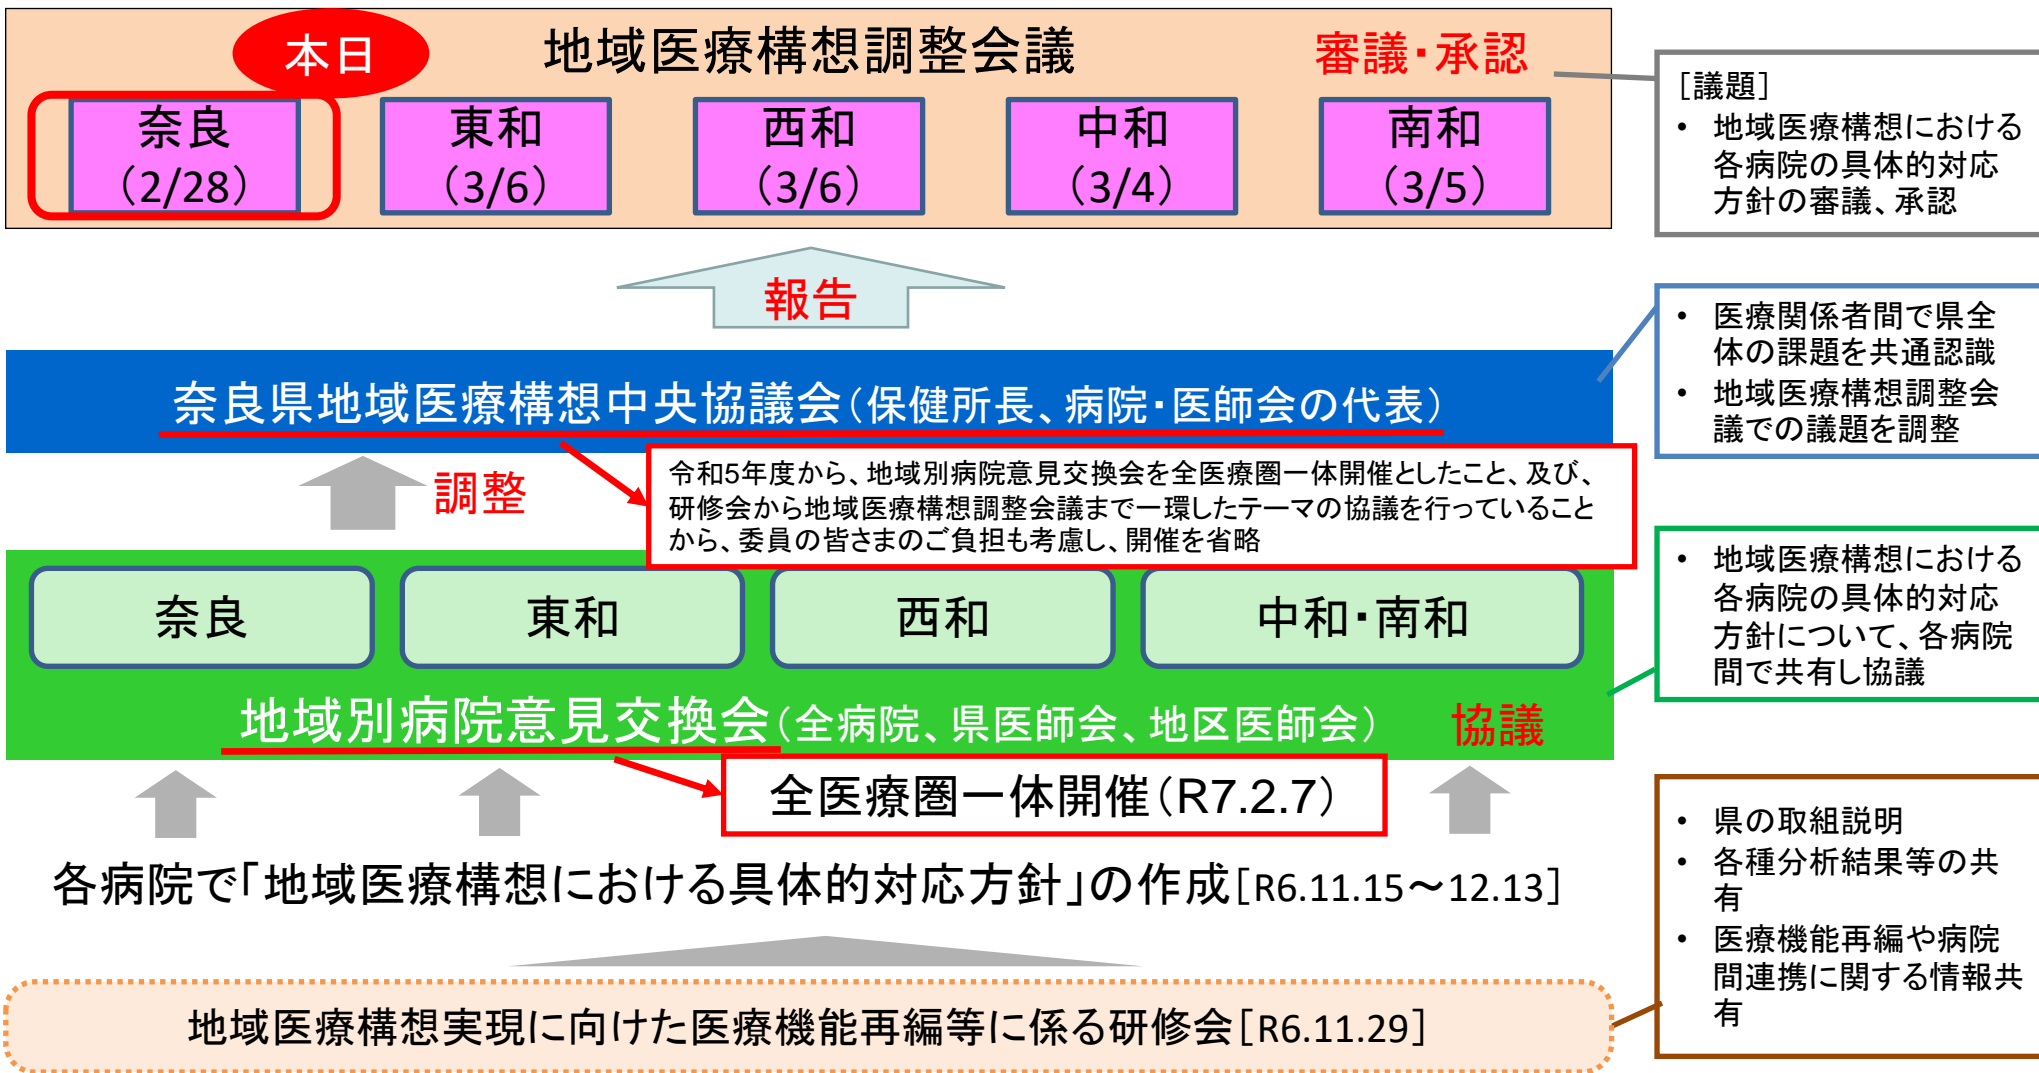 本日
地域医療構想調整会議
審議・承認
奈良
（2/28）
東和
（3/6）
西和
（3/6）
中和
（3/4）
南和
（3/5）
［議題］
• 地域医療構想における
各病院の具体的対応
方針の審議、承認
報告
• 医療関係者間で県全
体の課題を共通認識
• 地域医療構想調整会
議での議題を調整
奈良県地域医療構想中央協議会（保健所長、病院・医師会の代表）
調整
令和5年度から、地域別病院意見交換会を全医療圏一体開催としたこと、及び、
研修会から地域医療構想調整会議まで一環したテーマの協議を行っていること
から、委員の皆さまのご負担も考慮し、開催を省略
奈良
東和
西和
中和・南和
地域別病院意見交換会（全病院、県医師会、地区医師会）
協議
• 地域医療構想における
各病院の具体的対応
方針について、各病院
間で共有し協議
全医療圏一体開催（R7.2.7）
各病院で「地域医療構想における具体的対応方針」の作成［R6.11.15～12.13］
• 県の取組説明
• 各種分析結果等の共
有
• 医療機能再編や病院
間連携に関する情報共
有
地域医療構想実現に向けた医療機能再編等に係る研修会［R6.11.29］